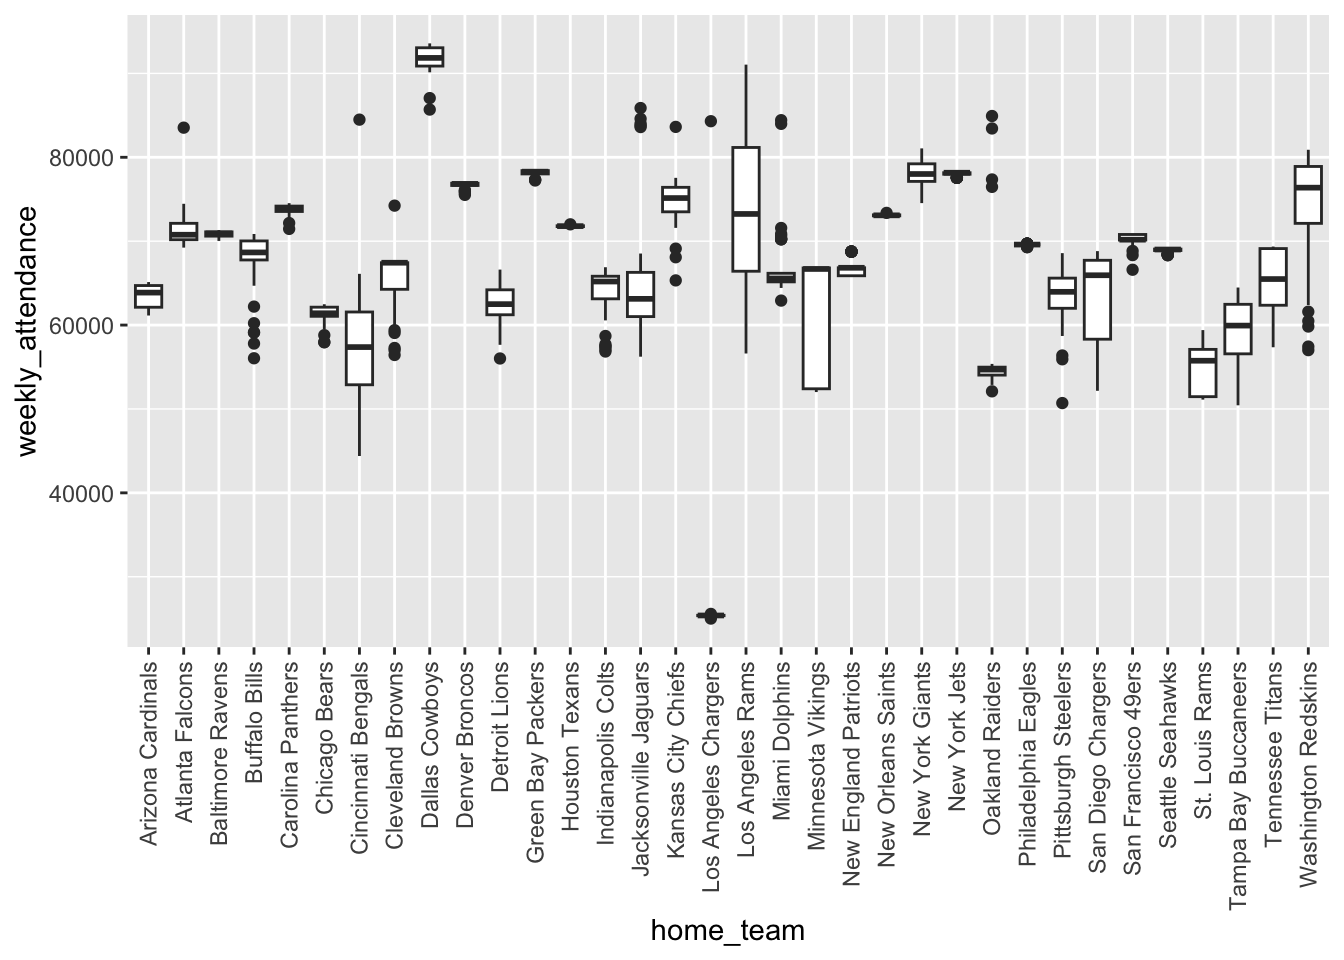 weekly_attendance
80000
60000
40000
Arizona Cardinals
Atlanta Falcons
Baltimore Ravens
Buffalo Bills
Carolina Panthers
Chicago Bears
Cincinnati Bengals
Cleveland Browns
Dallas Cowboys
Denver Broncos
Detroit Lions
Green Bay Packers
Houston Texans
Indianapolis Colts
Jacksonville Jaguars
Kansas City Chiefs
Los Angeles Chargers
Los Angeles Rams
Miami Dolphins
Minnesota Vikings
New England Patriots
New Orleans Saints
New York Giants
New York Jets
Oakland Raiders
Philadelphia Eagles
Pittsburgh Steelers
San Diego Chargers
San Francisco 49ers
Seattle Seahawks
St. Louis Rams
Tampa Bay Buccaneers
Tennessee Titans
Washington Redskins
home_team